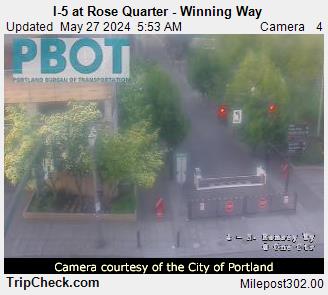 I-5 at Rose Quarter - Winning Way
Updated May 27 2024 5:53 AM Camera 4
PBOT
PORTLAND BUREAU OF TRANSPORTATION
Camera courtesy of the City of Portland
TripCheck.com Milepost302.00